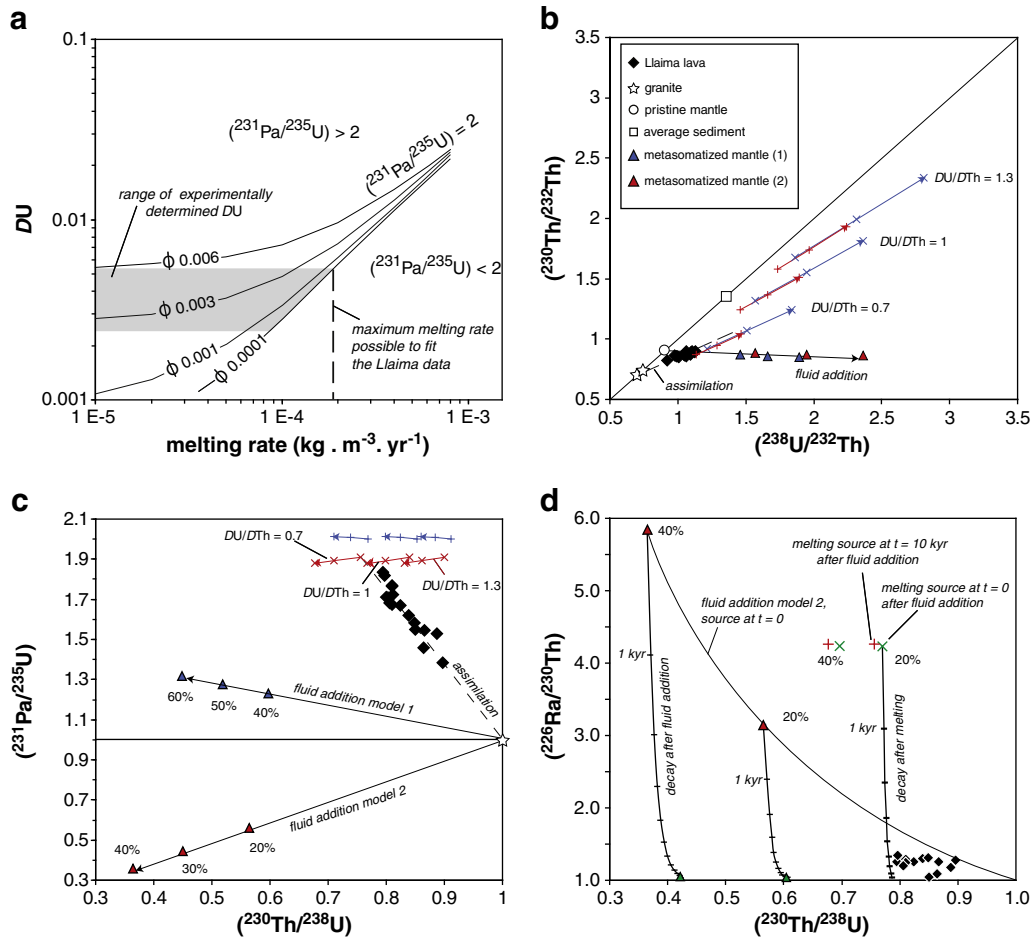 a
0.1
0.01
0.001
DU
(²³¹Pa/²³⁵U) > 2
(²³¹Pa/²³⁵U) = 2
(²³¹Pa/²³⁵U) < 2
range of experimentally
determined DU
ϕ 0.006
ϕ 0.003
ϕ 0.001
ϕ 0.0001
maximum melting rate
possible to fit
the Llaima data
1 E-5
1 E-4
1 E-3
melting rate (kg . m⁻³. yr⁻¹)
b
3.5
3.0
2.5
2
1.5
1
0.5
(²³⁰Th/²³²Th)
Llaima lava
granite
pristine mantle
average sediment
metasomatized mantle (1)
metasomatized mantle (2)
DU/DTh = 1.3
DU/DTh = 1
DU/DTh = 0.7
assimilation
fluid addition
0.5
1
1.5
2
2.5
3
3.5
(²³⁸U/²³²Th)
c
2.1
1.9
1.7
1.5
1.3
1.1
0.9
0.7
0.5
0.3
(²³¹Pa/²³⁵U)
DU/DTh = 0.7
DU/DTh = 1
DU/DTh = 1.3
assimilation
fluid addition model 1
60%
50%
40%
fluid addition model 2
40%
30%
20%
0.3
0.4
0.5
0.6
0.7
0.8
0.9
1
(²³⁰Th/²³⁸U)
d
6.0
5.0
4.0
3.0
2.0
1.0
(²²⁶Ra/²³⁰Th)
40%
melting source at t = 10 kyr
after fluid addition
fluid addition model 2,
source at t = 0
melting source at t = 0
after fluid addition
40%
20%
1 kyr
decay after fluid addition
20%
1 kyr
1 kyr
decay after melting
0.3
0.4
0.5
0.6
0.7
0.8
0.9
1.0
(²³⁰Th/²³⁸U)